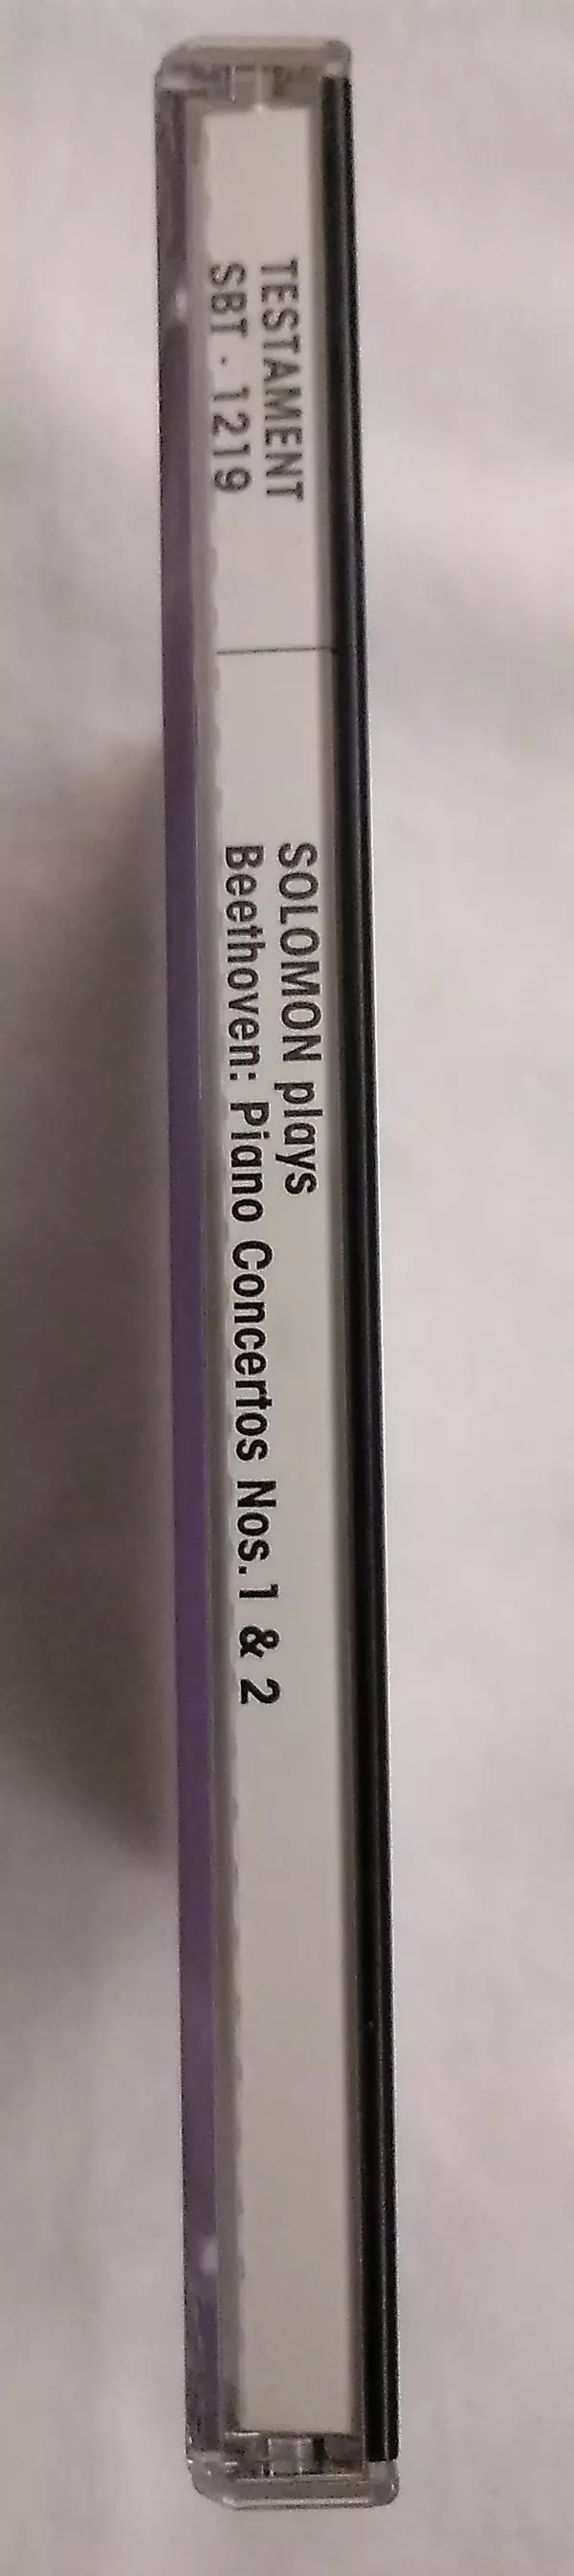 TESTAMENT
SBT · 1219
SOLOMON plays
Beethoven: Piano Concertos Nos.1 & 2